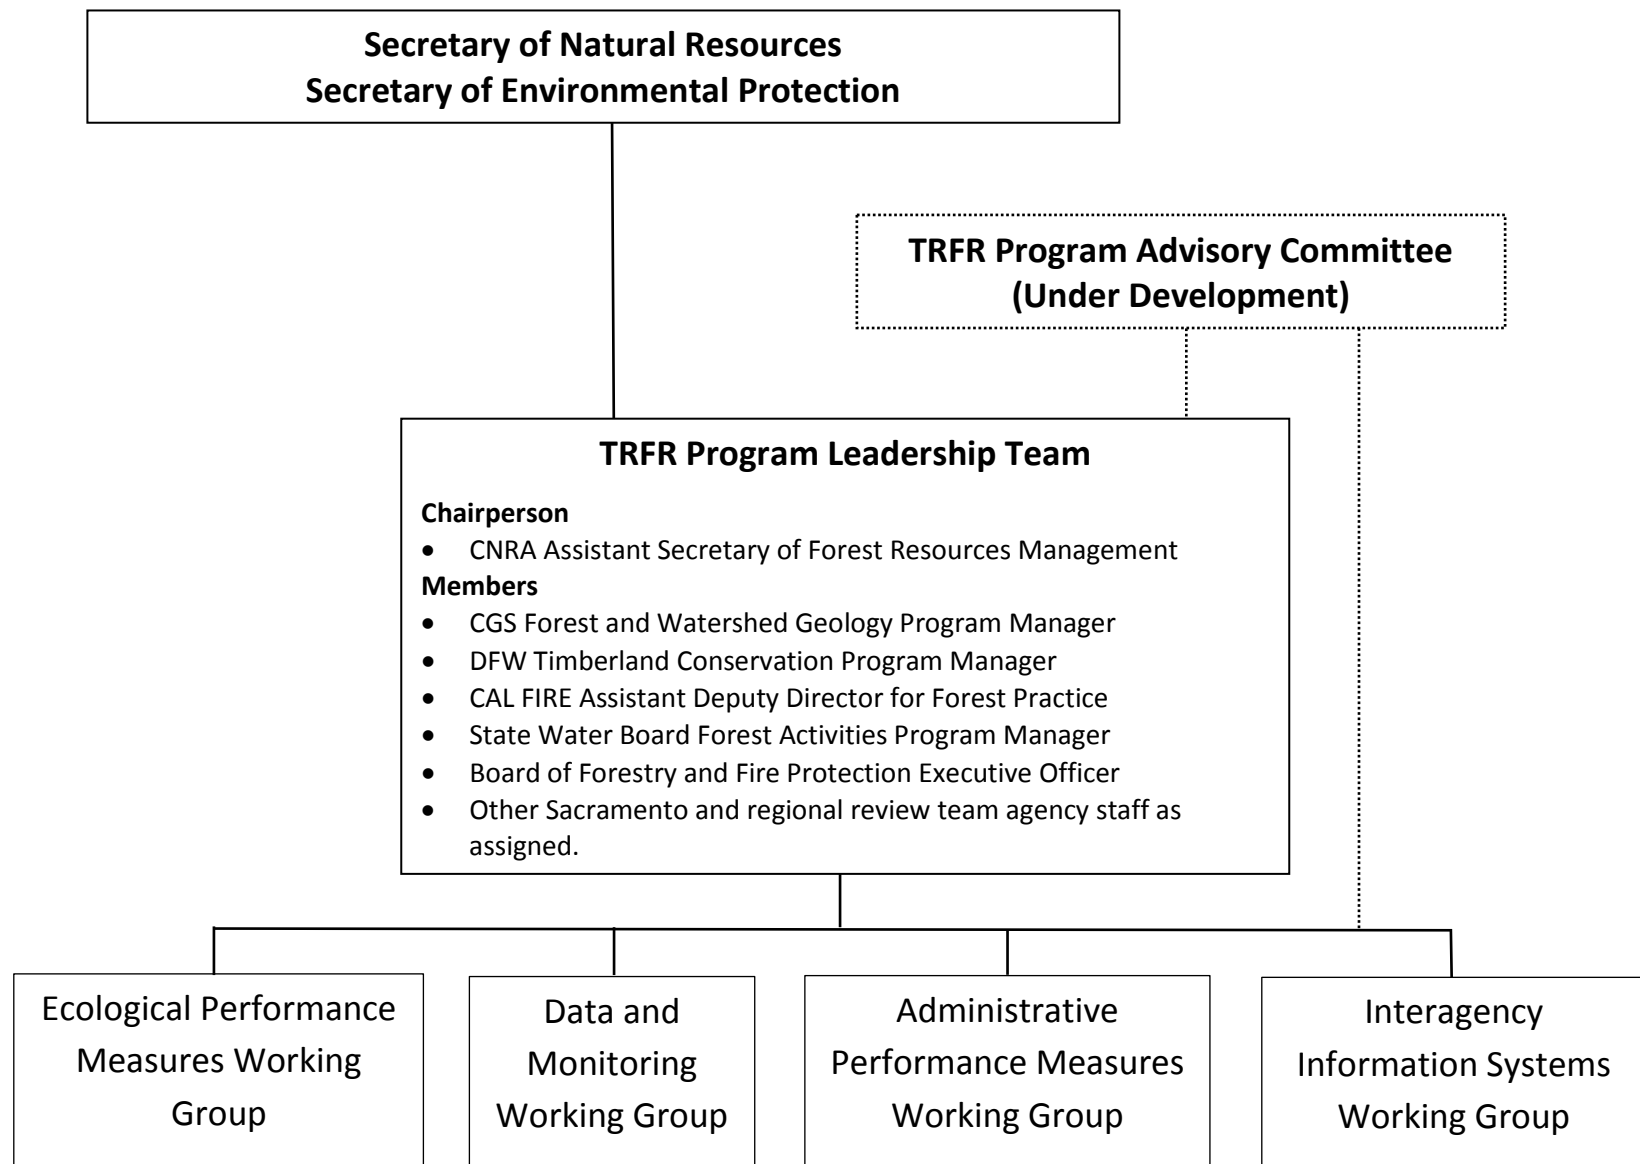 Secretary of Natural Resources
Secretary of Environmental Protection
TRFR Program Advisory Committee
(Under Development)
TRFR Program Leadership Team
Chairperson
• CNRA Assistant Secretary of Forest Resources Management
Members
• CGS Forest and Watershed Geology Program Manager
• DFW Timberland Conservation Program Manager
• CAL FIRE Assistant Deputy Director for Forest Practice
• State Water Board Forest Activities Program Manager
• Board of Forestry and Fire Protection Executive Officer
• Other Sacramento and regional review team agency staff as
assigned.
Ecological Performance
Measures Working
Group
Data and
Monitoring
Working Group
Administrative
Performance Measures
Working Group
Interagency
Information Systems
Working Group